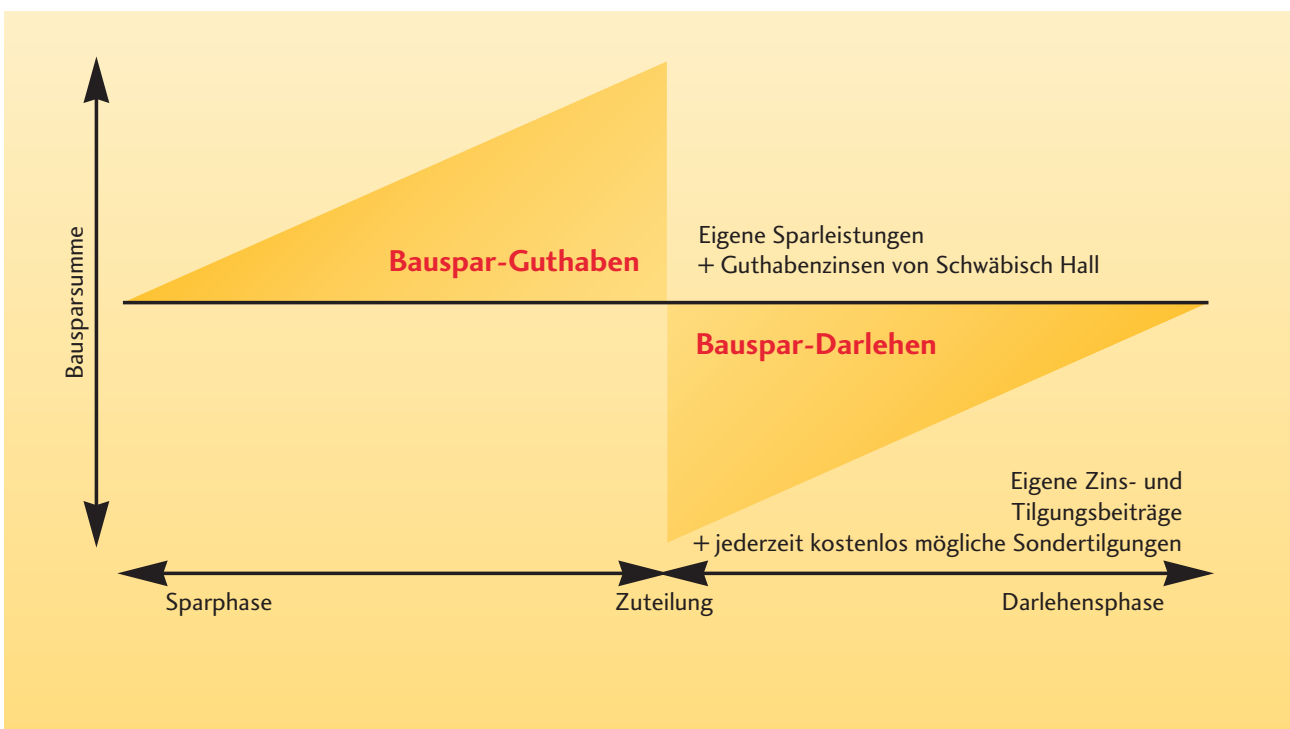 Bausparsumme
Bauspar-Guthaben
Eigene Sparleistungen
+ Guthabenzinsen von Schwäbisch Hall
Bauspar-Darlehen
Eigene Zins- und
Tilgungsbeiträge
+ jederzeit kostenlos mögliche Sondertilgungen
Sparphase
Zuteilung
Darlehensphase